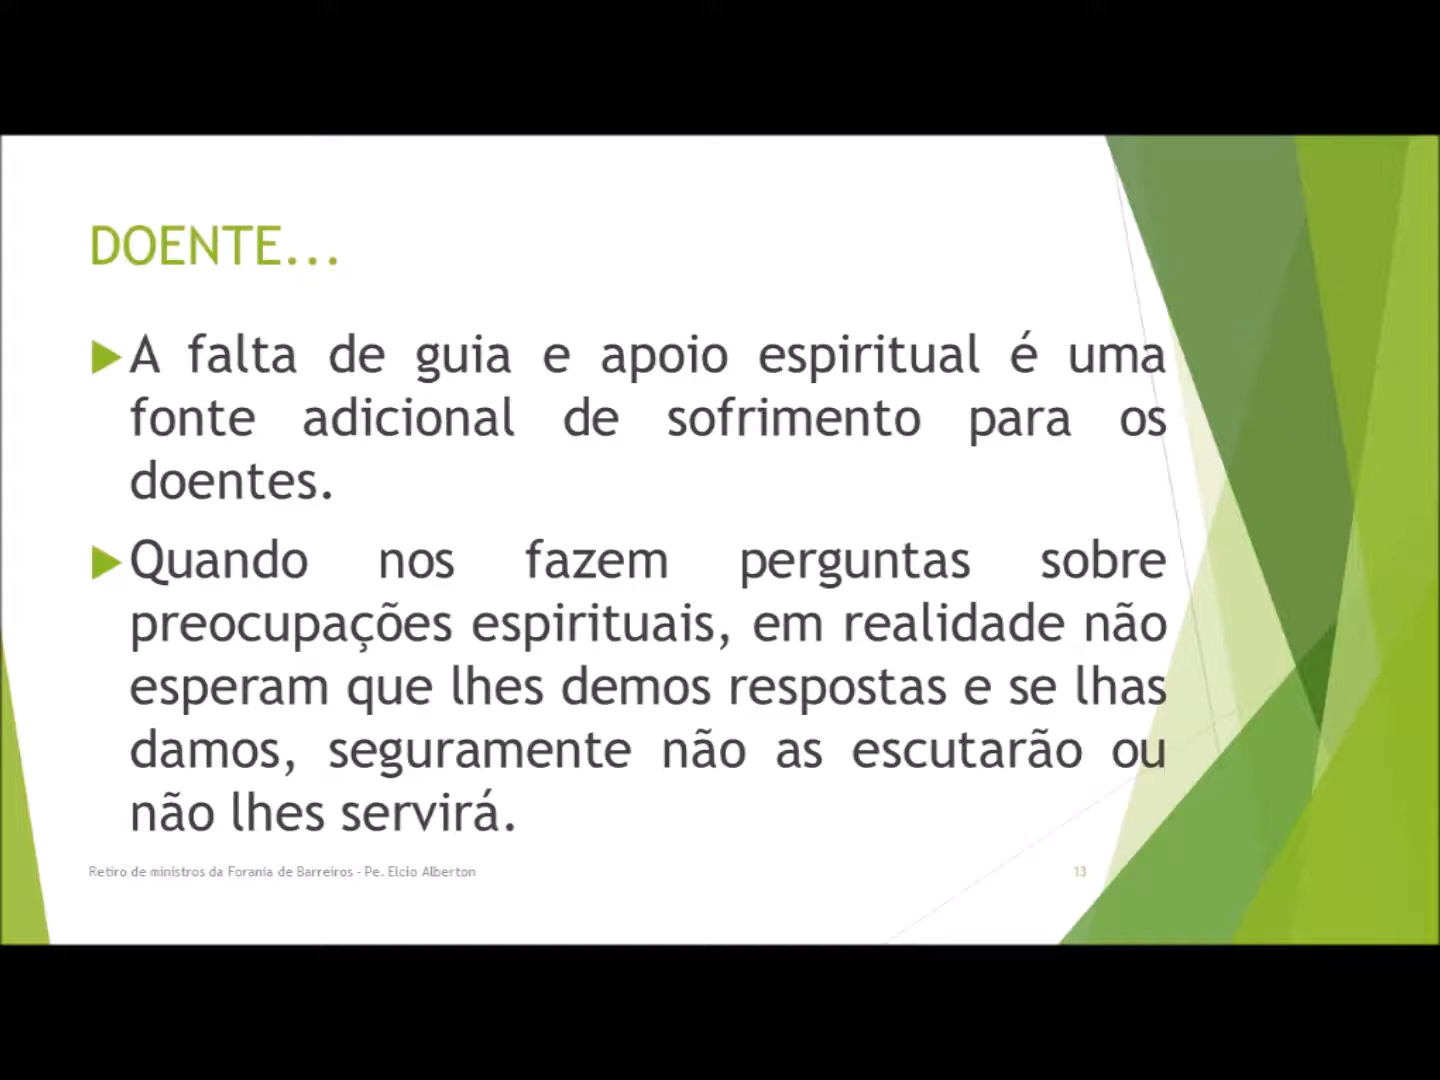 DOENTE...
A falta de guia e apoio espiritual é uma
fonte adicional de sofrimento para os
doentes.
Quando nos fazem perguntas sobre
preocupações espirituais, em realidade não
esperam que lhes demos respostas e se lhas
damos, seguramente não as escutarão ou
não lhes servirá.
Retiro de ministros da Forania de Barreiros - Pe. Elcio Alberton
13